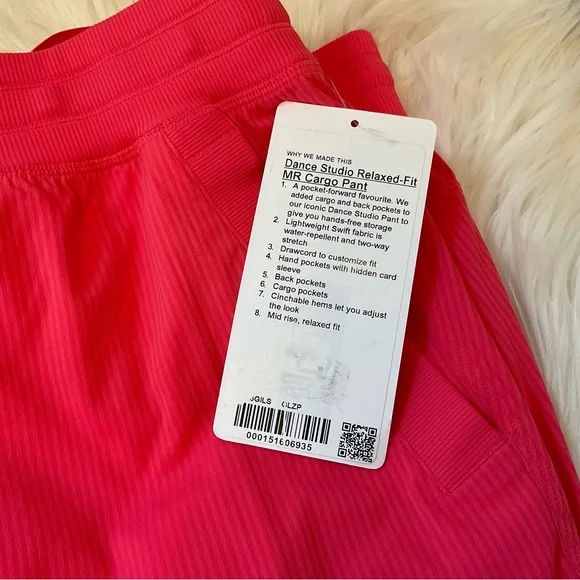 WHY WE MADE THIS
Dance Studio Relaxed-Fit
MR Cargo Pant
1. A pocket-forward favourite. We
added cargo and back pockets to
our iconic Dance Studio Pant to
give you hands-free storage
2. Lightweight Swift fabric is
water-repellent and two-way
stretch
3. Drawcord to customize fit
4. Hand pockets with hidden card
sleeve
5. Back pockets
6. Cargo pockets
7. Cinchable hems let you adjust
the look
8. Mid rise, relaxed fit
000151606935